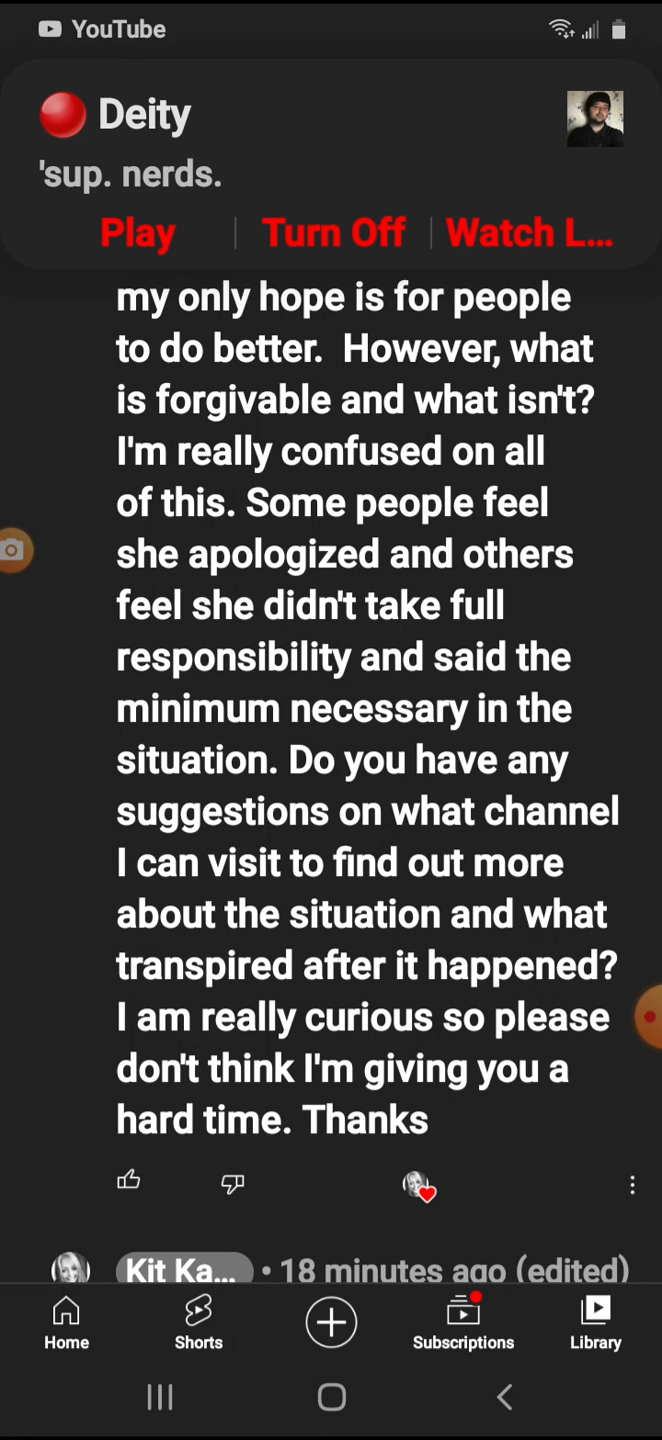 YouTube
Deity
'sup. nerds.
Play
Turn Off
Watch L...
my only hope is for people
to do better.  However, what
is forgivable and what isn't?
I'm really confused on all
of this. Some people feel
she apologized and others
feel she didn't take full
responsibility and said the
minimum necessary in the
situation. Do you have any
suggestions on what channel
I can visit to find out more
about the situation and what
transpired after it happened?
I am really curious so please
don't think I'm giving you a
hard time. Thanks
Kit Ka... • 18 minutes ago (edited)
Home
Shorts
Subscriptions
Library